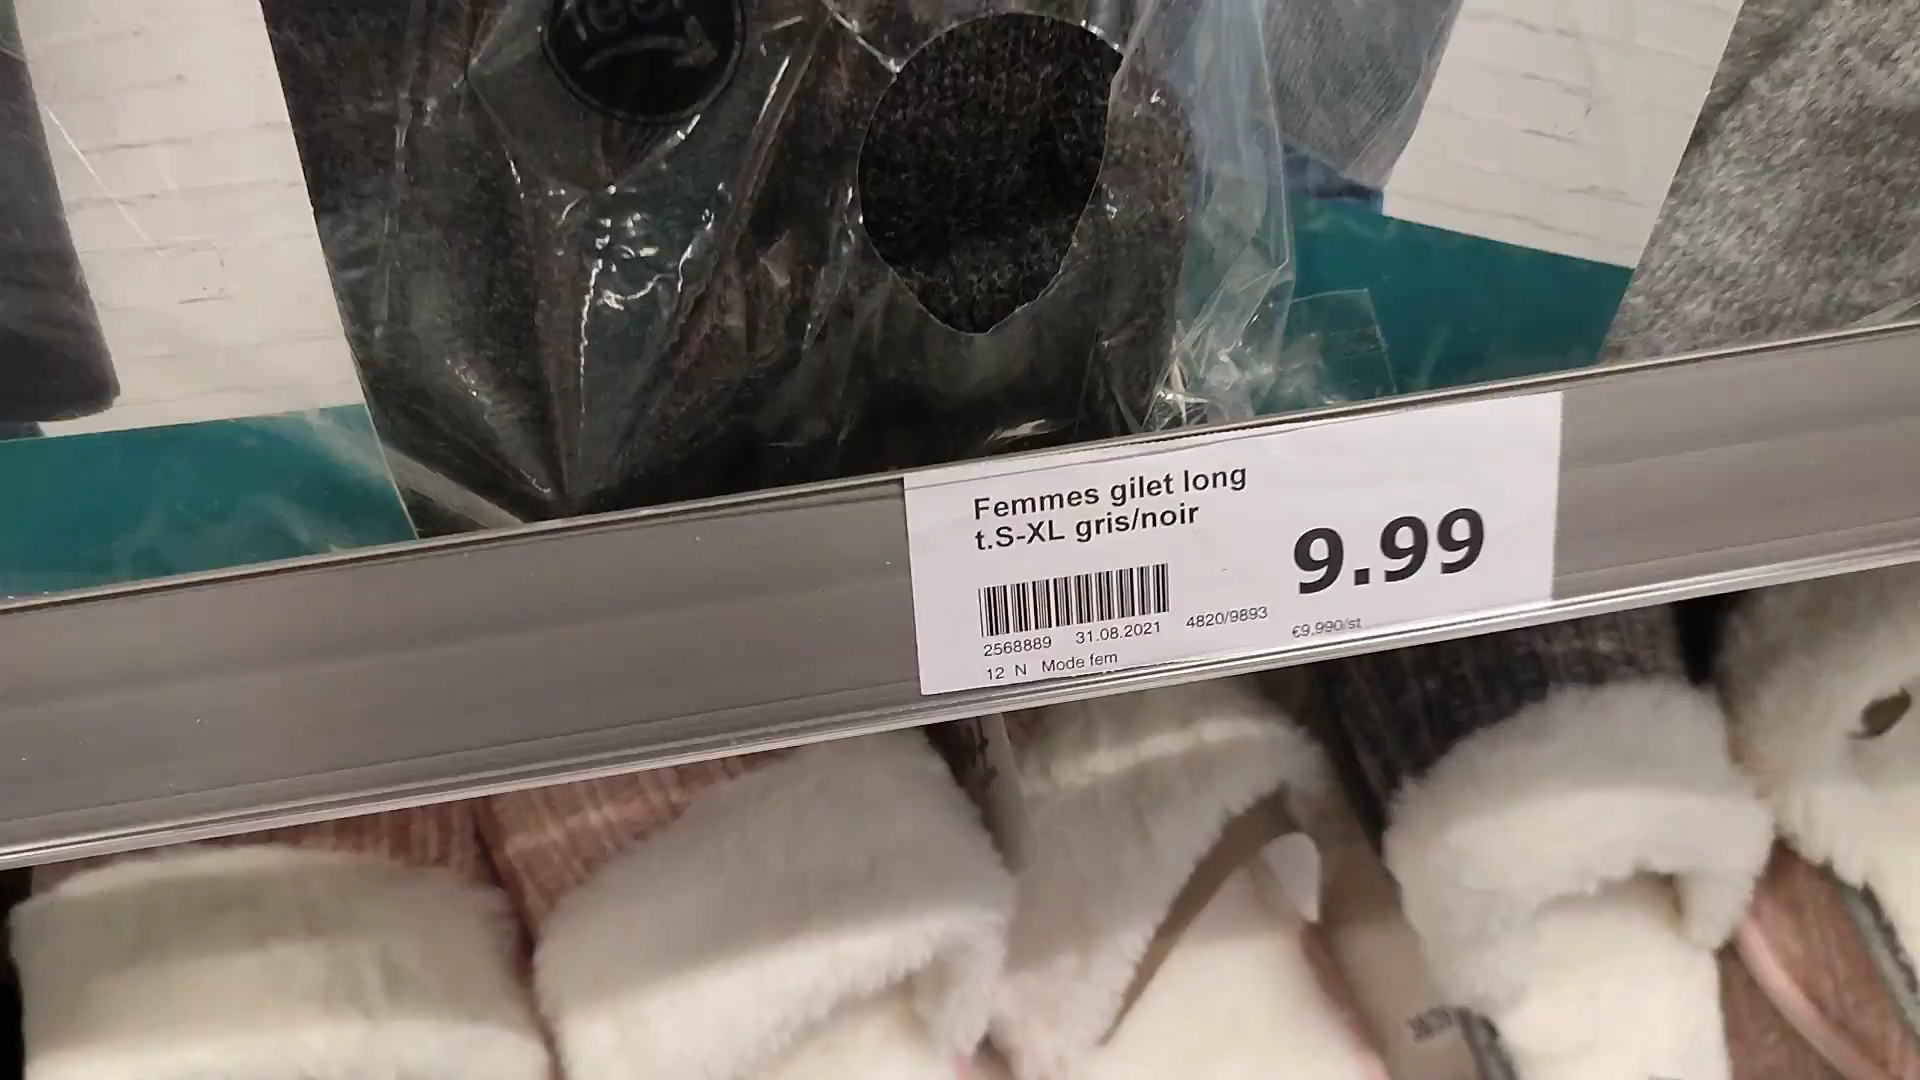 feel
Femmes gilet long
t.S-XL gris/noir
9.99
2568889 31.08.2021 4820/9893
€9,990/st
12 N Mode fem